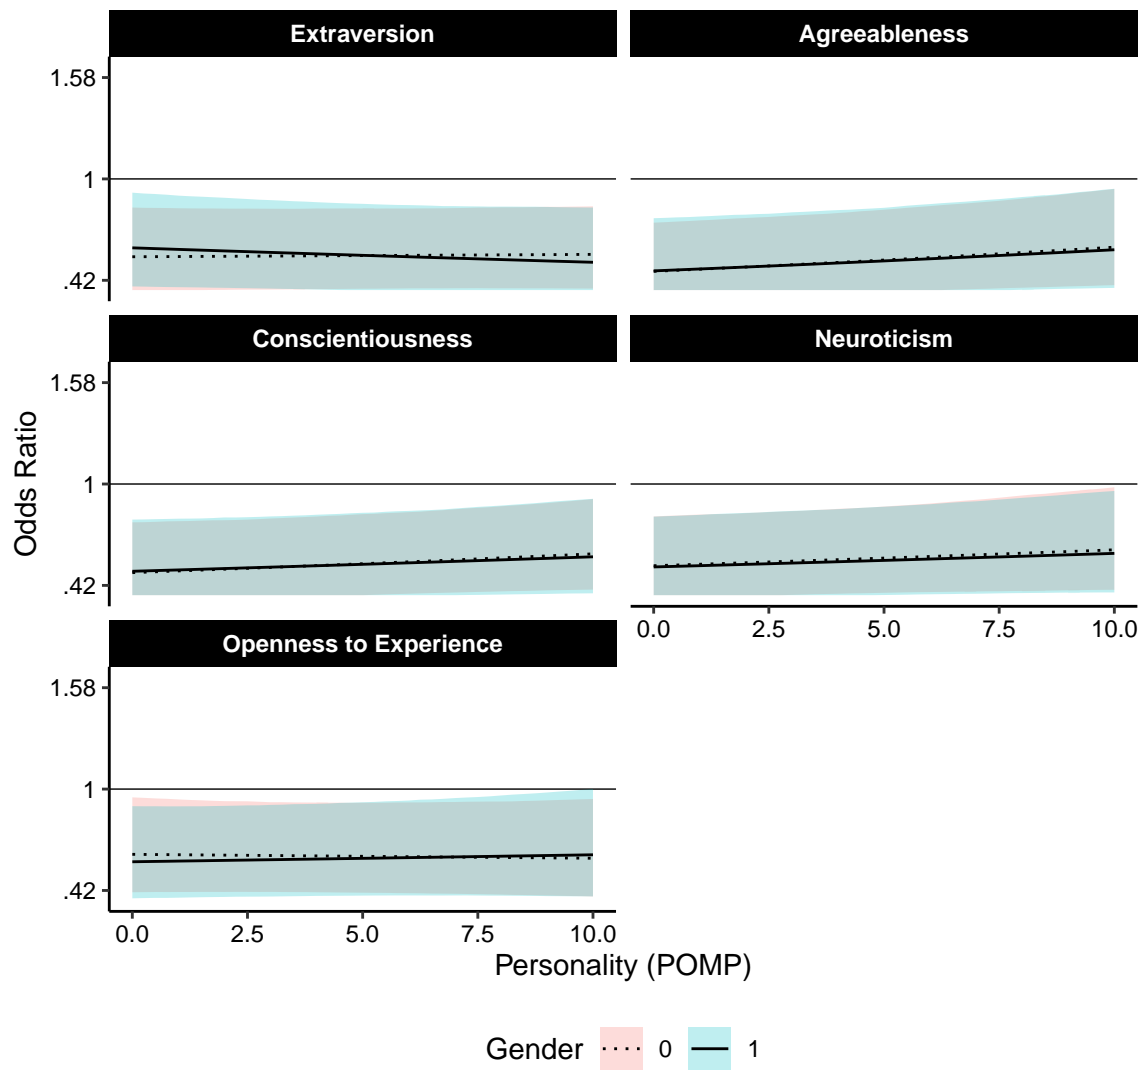 Extraversion
Agreeableness
1.58
1
.42
Conscientiousness
Neuroticism
1.58
1
.42
0.0 2.5 5.0 7.5 10.0
Openness to Experience
1.58
1
.42
0.0 2.5 5.0 7.5 10.0
Odds Ratio
Personality (POMP)
Gender 0 1